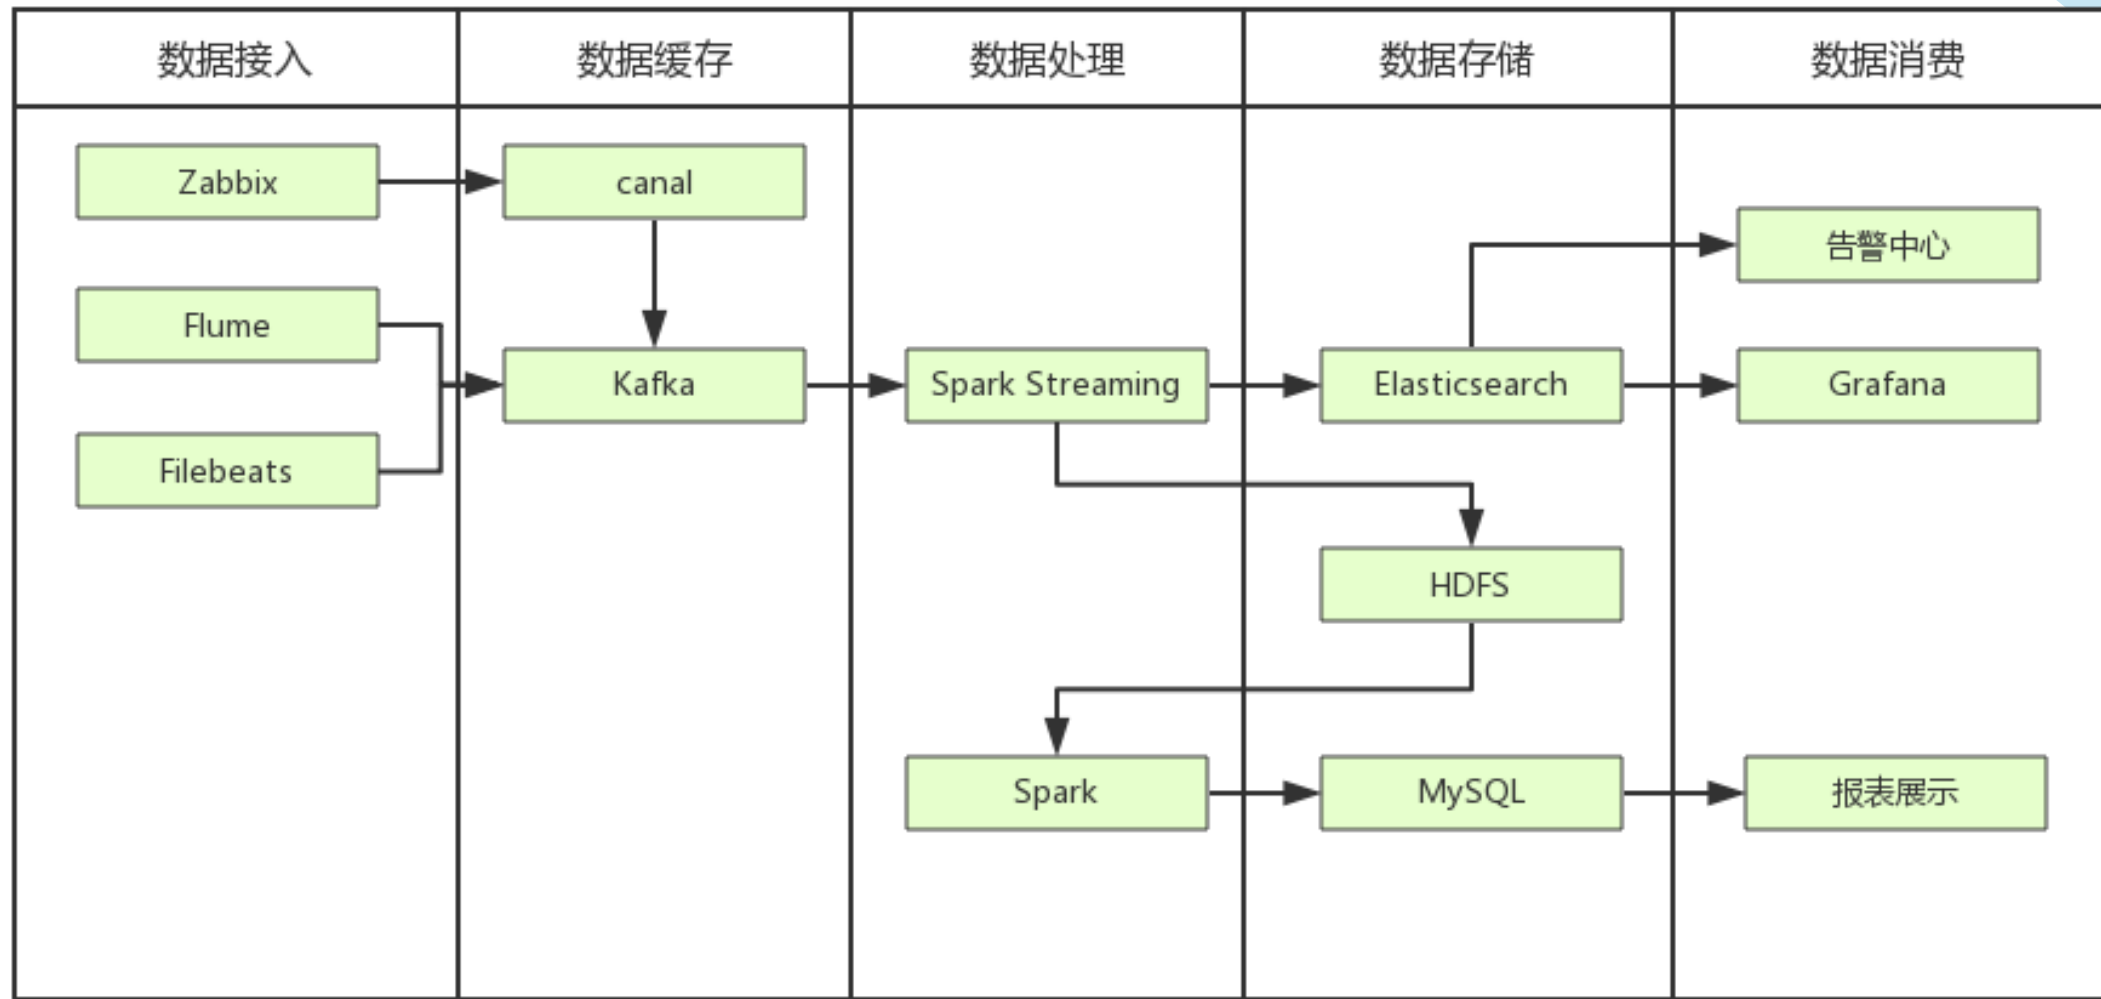 数据接入
数据缓存
数据处理
数据存储
数据消费
Zabbix
canal
告警中心
Flume
Kafka
Spark Streaming
Elasticsearch
Grafana
Filebeats
HDFS
Spark
MySQL
报表展示